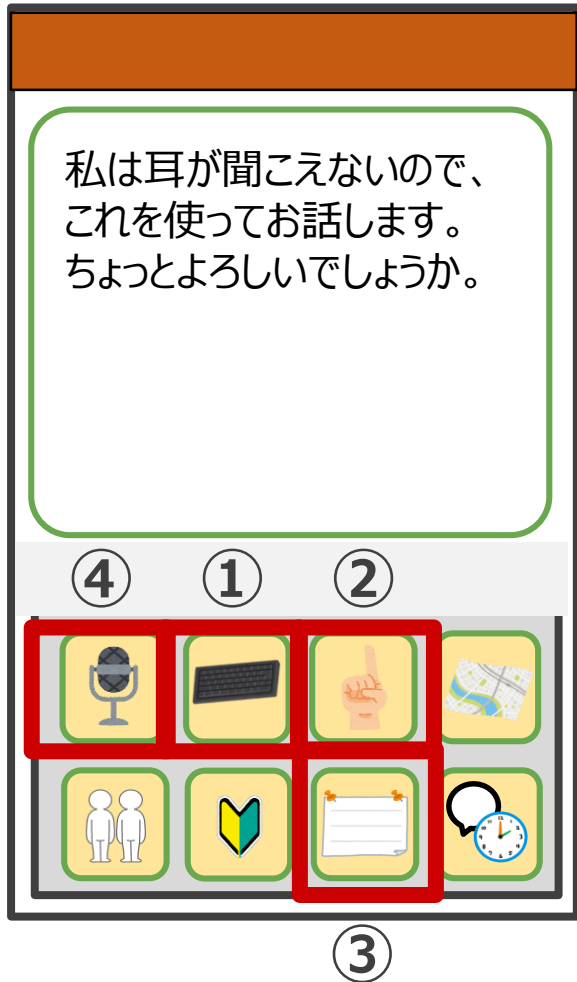 私は耳が聞こえないので、
これを使ってお話します。
ちょっとよろしいでしょうか。
④ ① ②
③